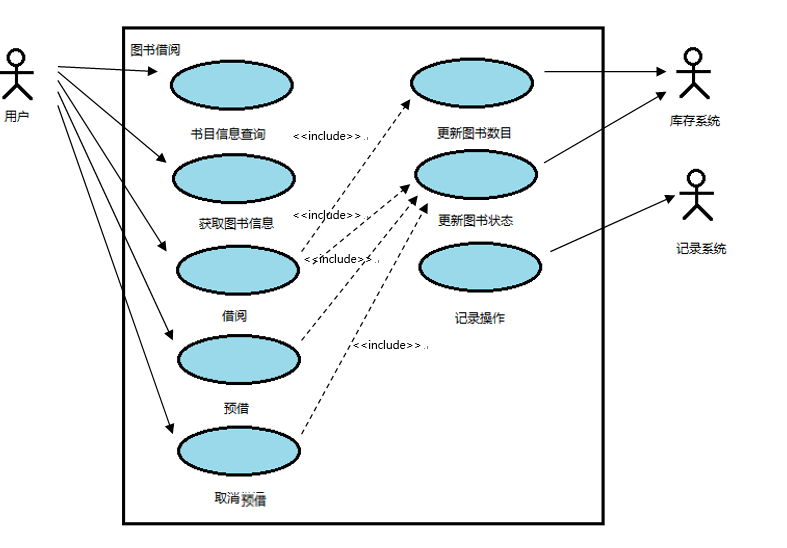 图书借阅
用户
书目信息查询
<<include>>
更新图书数目
库存系统
获取图书信息
<<include>>
更新图书状态
记录系统
<<include>>
借阅
记录操作
<<include>>
预借
取消预借